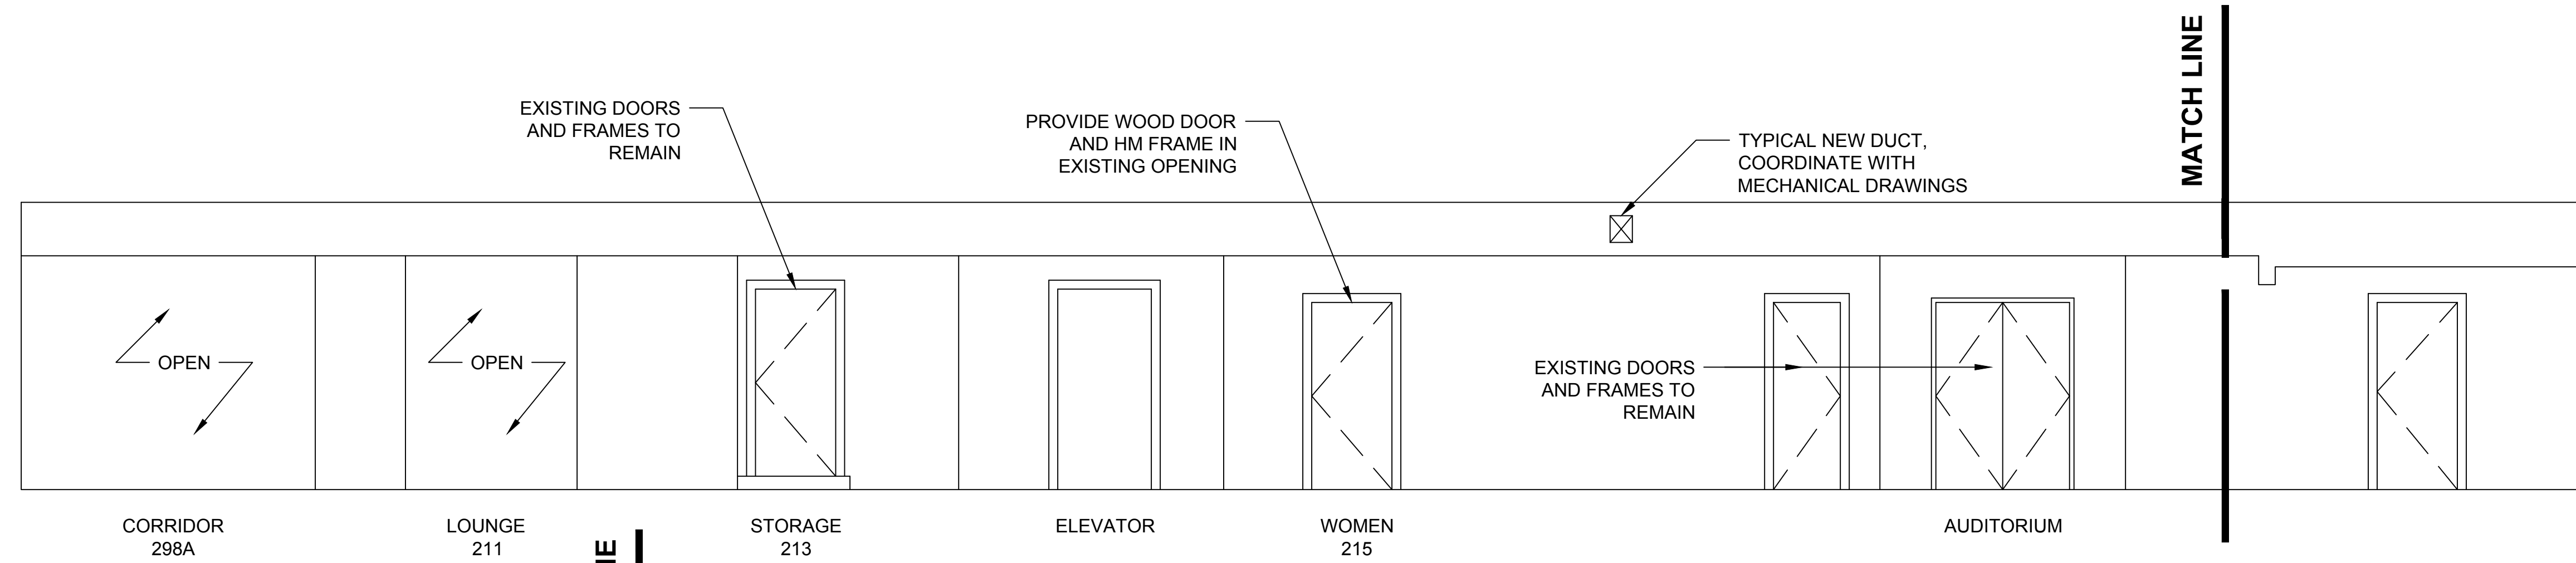 EXISTING DOORS
AND FRAMES TO
REMAIN
PROVIDE WOOD DOOR
AND HM FRAME IN
EXISTING OPENING
TYPICAL NEW DUCT,
COORDINATE WITH
MECHANICAL DRAWINGS
MATCH LINE
OPEN
OPEN
EXISTING DOORS
AND FRAMES TO
REMAIN
CORRIDOR
298A
LOUNGE
211
STORAGE
213
ELEVATOR
WOMEN
215
AUDITORIUM